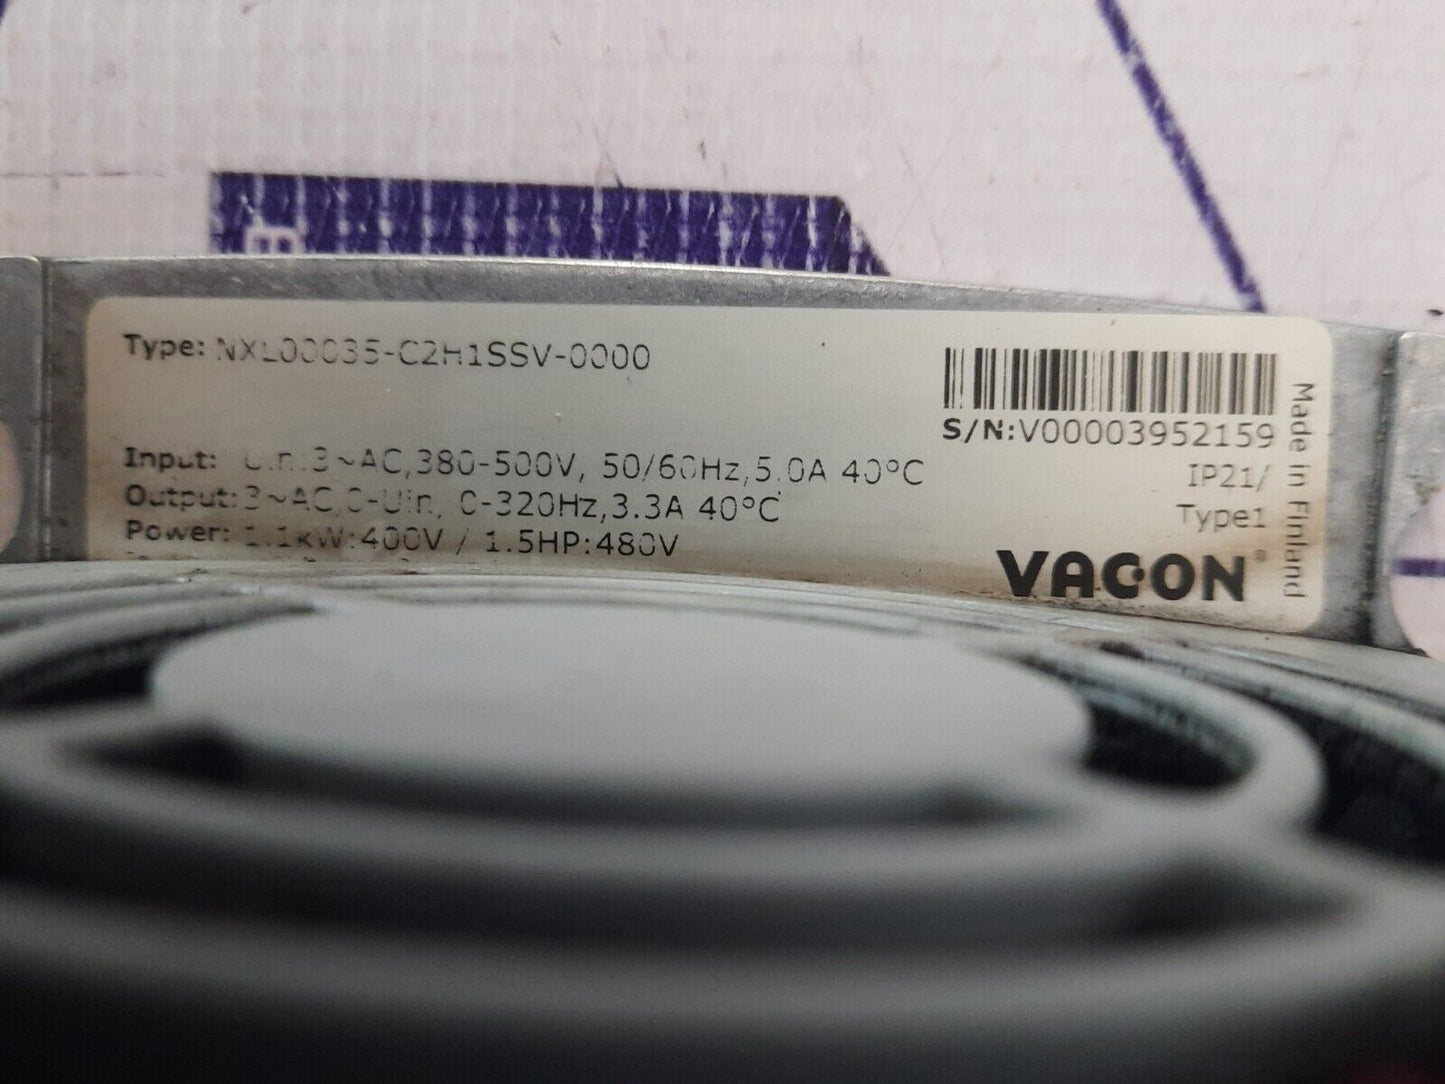 Type: NXL00035-C2H1SSV-0000
S/N:V00003952159
Input: Uin:3~AC,380-500V, 50/60Hz,5.0A 40°C
Output:3~AC,0-Uin, 0-320Hz,3.3A 40°C
Power: 1.1kW:400V / 1.5HP:480V
IP21/
Type1
VACON®
Made in Finland